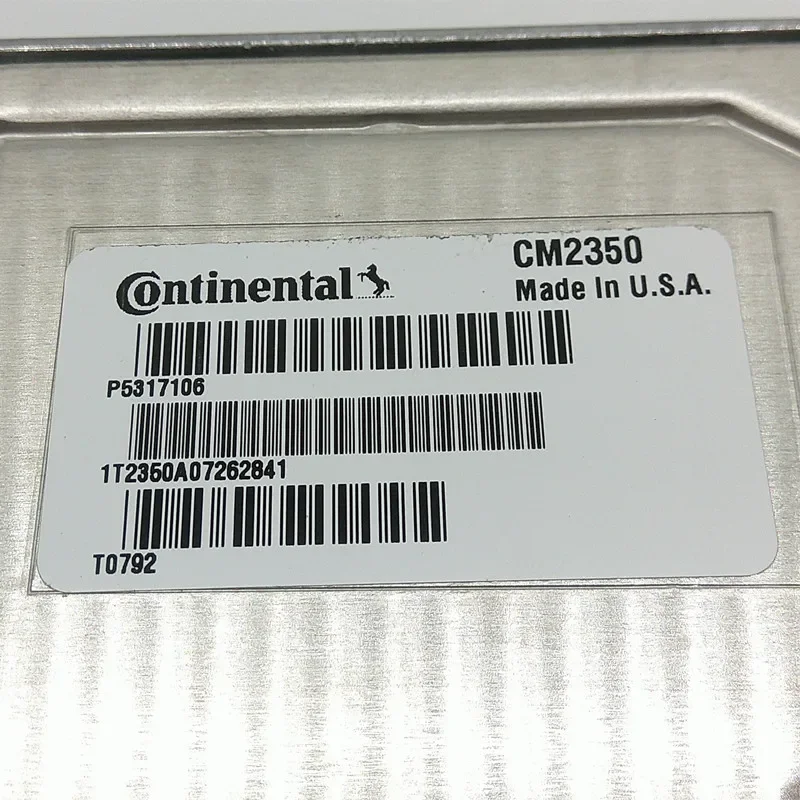 Continental
CM2350
Made In U.S.A.
P5317106
1T2350A07262841
T0792